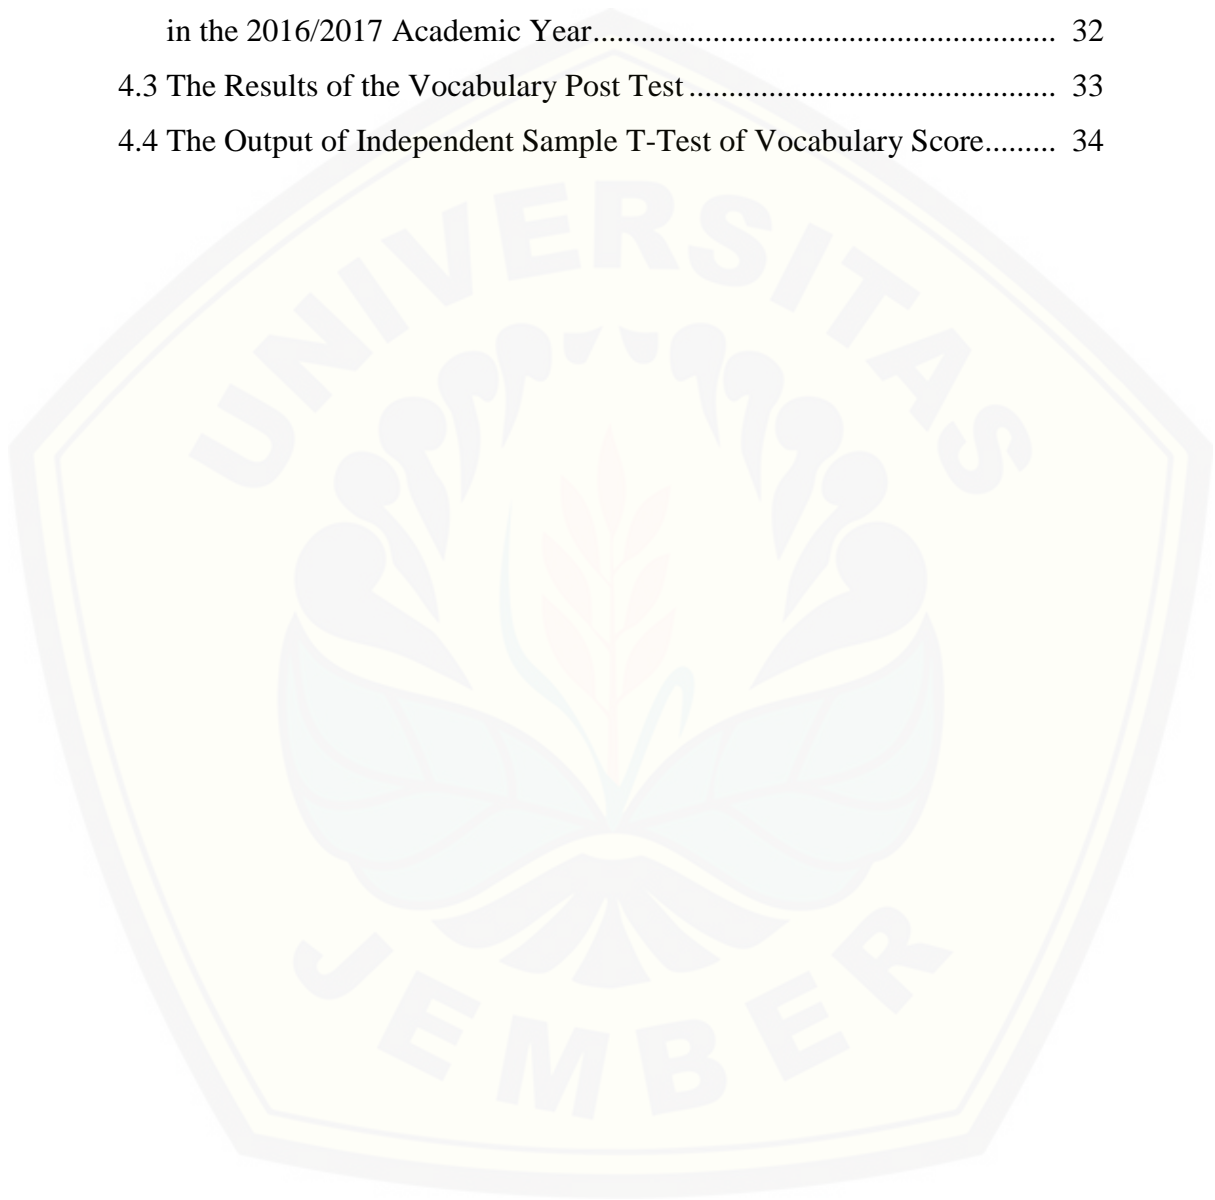 in the 2016/2017 Academic Year.......................................................... 32
4.3 The Results of the Vocabulary Post Test.............................................. 33
4.4 The Output of Independent Sample T-Test of Vocabulary Score......... 34
UNIVERSITAS
JEMBER